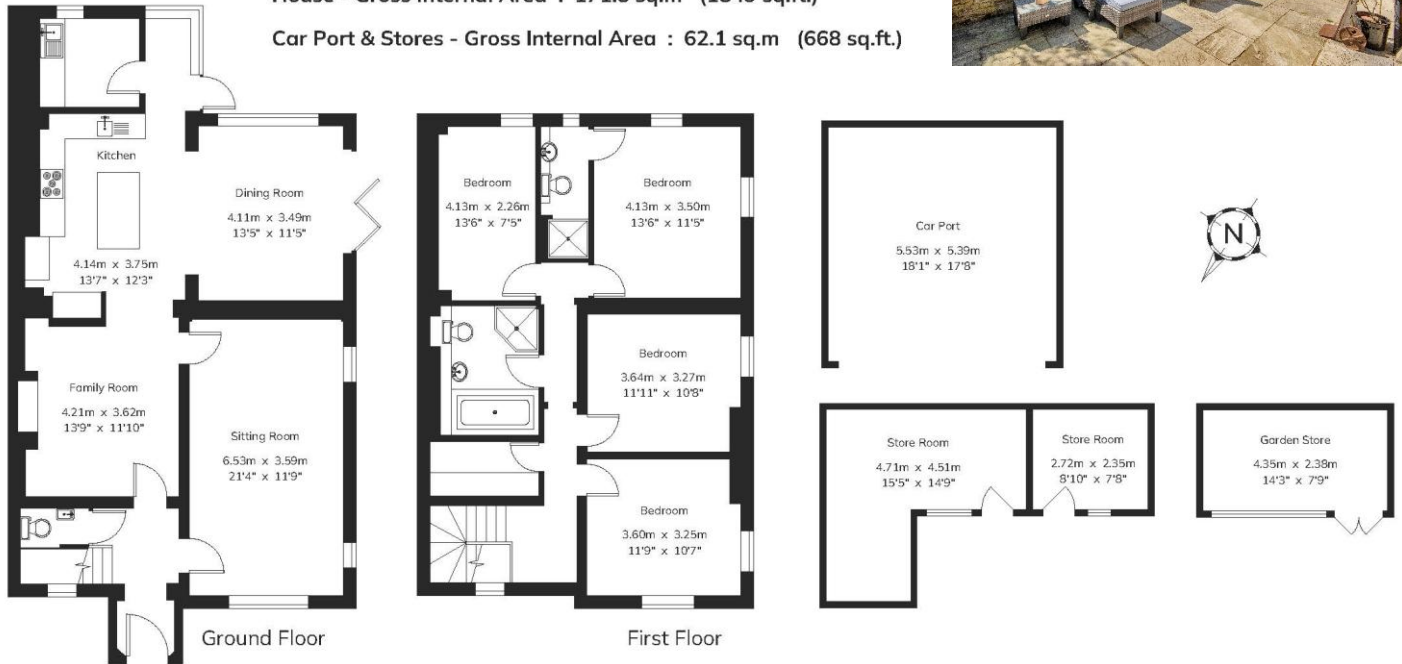 Car Port & Stores - Gross Internal Area : 62.1 sq.m (668 sq.ft.)
Kitchen
4.14m x 3.75m
13'7" x 12'3"
Dining Room
4.11m x 3.49m
13'5" x 11'5"
Family Room
4.21m x 3.62m
13'9" x 11'10"
Sitting Room
6.53m x 3.59m
21'4" x 11'9"
Ground Floor
Bedroom
4.13m x 2.26m
13'6" x 7'5"
Bedroom
4.13m x 3.50m
13'6" x 11'5"
Bedroom
3.64m x 3.27m
11'11" x 10'8"
Bedroom
3.60m x 3.25m
11'9" x 10'7"
First Floor
Car Port
5.53m x 5.39m
18'1" x 17'8"
N
Store Room
4.71m x 4.51m
15'5" x 14'9"
Store Room
2.72m x 2.35m
8'10" x 7'8"
Garden Store
4.35m x 2.38m
14'3" x 7'9"